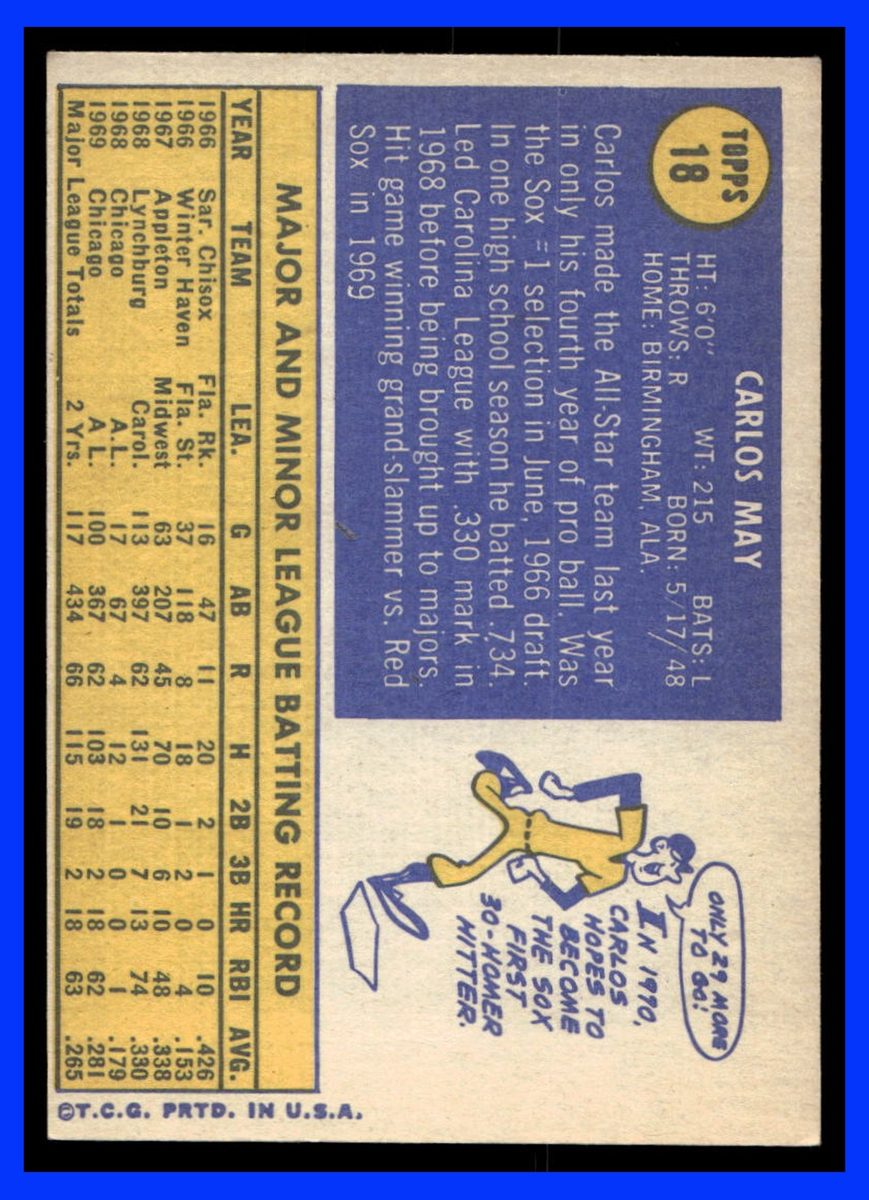 TOPPS
18
CARLOS MAY
HT: 6'0" WT: 215 BATS: L
THROWS: R BORN: 5/17/48
HOME: BIRMINGHAM, ALA.
Carlos made the All-Star team last year
in only his fourth year of pro ball. Was
the Sox =1 selection in June, 1966 draft.
In one high school season he batted .734.
Led Carolina League with .330 mark in
1968 before being brought up to majors.
Hit game winning grand-slammer vs. Red
Sox in 1969
ONLY 29 MORE
TO GO!
IN 1970,
CARLOS
HOPES TO
BECOME
THE SOX
FIRST
30-HOMER
HITTER.
MAJOR AND MINOR LEAGUE BATTING RECORD
YEAR TEAM LEA. G AB R H 2B 3B HR RBI AVG.
1966 Sar. Chisox Fla. Rk. 16 47 11 20 2 1 0 10 .426
1966 Winter Haven Fla. St. 37 118 8 18 1 2 0 4 .153
1967 Appleton Midwest 63 207 45 70 10 6 10 48 .338
1968 Lynchburg Carol. 113 397 62 131 21 7 13 74 .330
1968 Chicago A.L. 17 67 4 12 1 0 0 1 .179
1969 Chicago A.L. 100 367 62 103 18 2 18 62 .281
Major League Totals 2 Yrs. 117 434 66 115 19 2 18 63 .265
©T.C.G. PRTD. IN U.S.A.